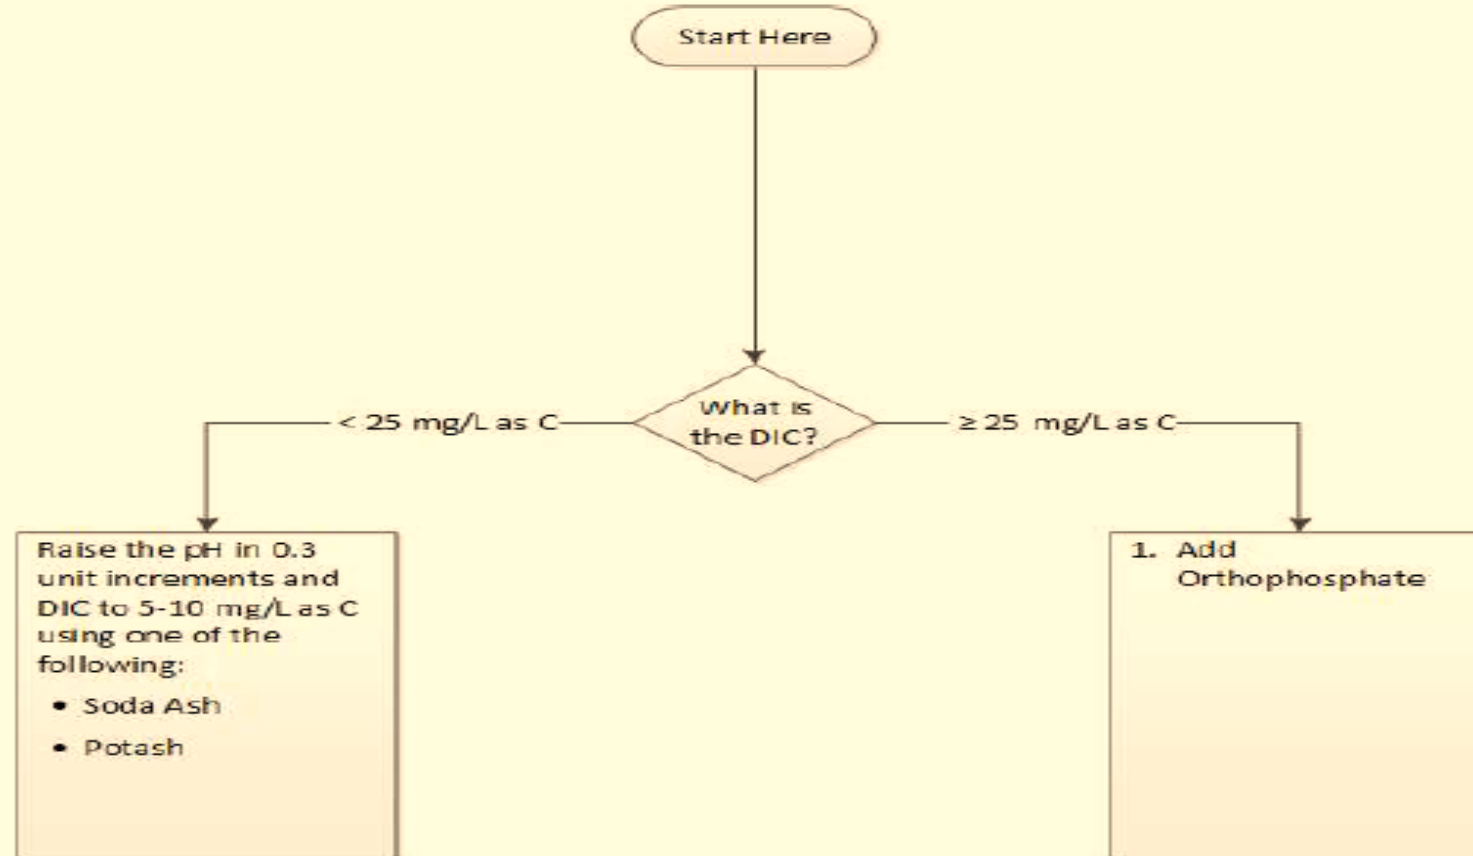 Start Here
What is
the DIC?
< 25 mg/L as C
≥ 25 mg/L as C
Raise the pH in 0.3
unit increments and
DIC to 5-10 mg/L as C
using one of the
following:
• Soda Ash
• Potash
1. Add
Orthophosphate